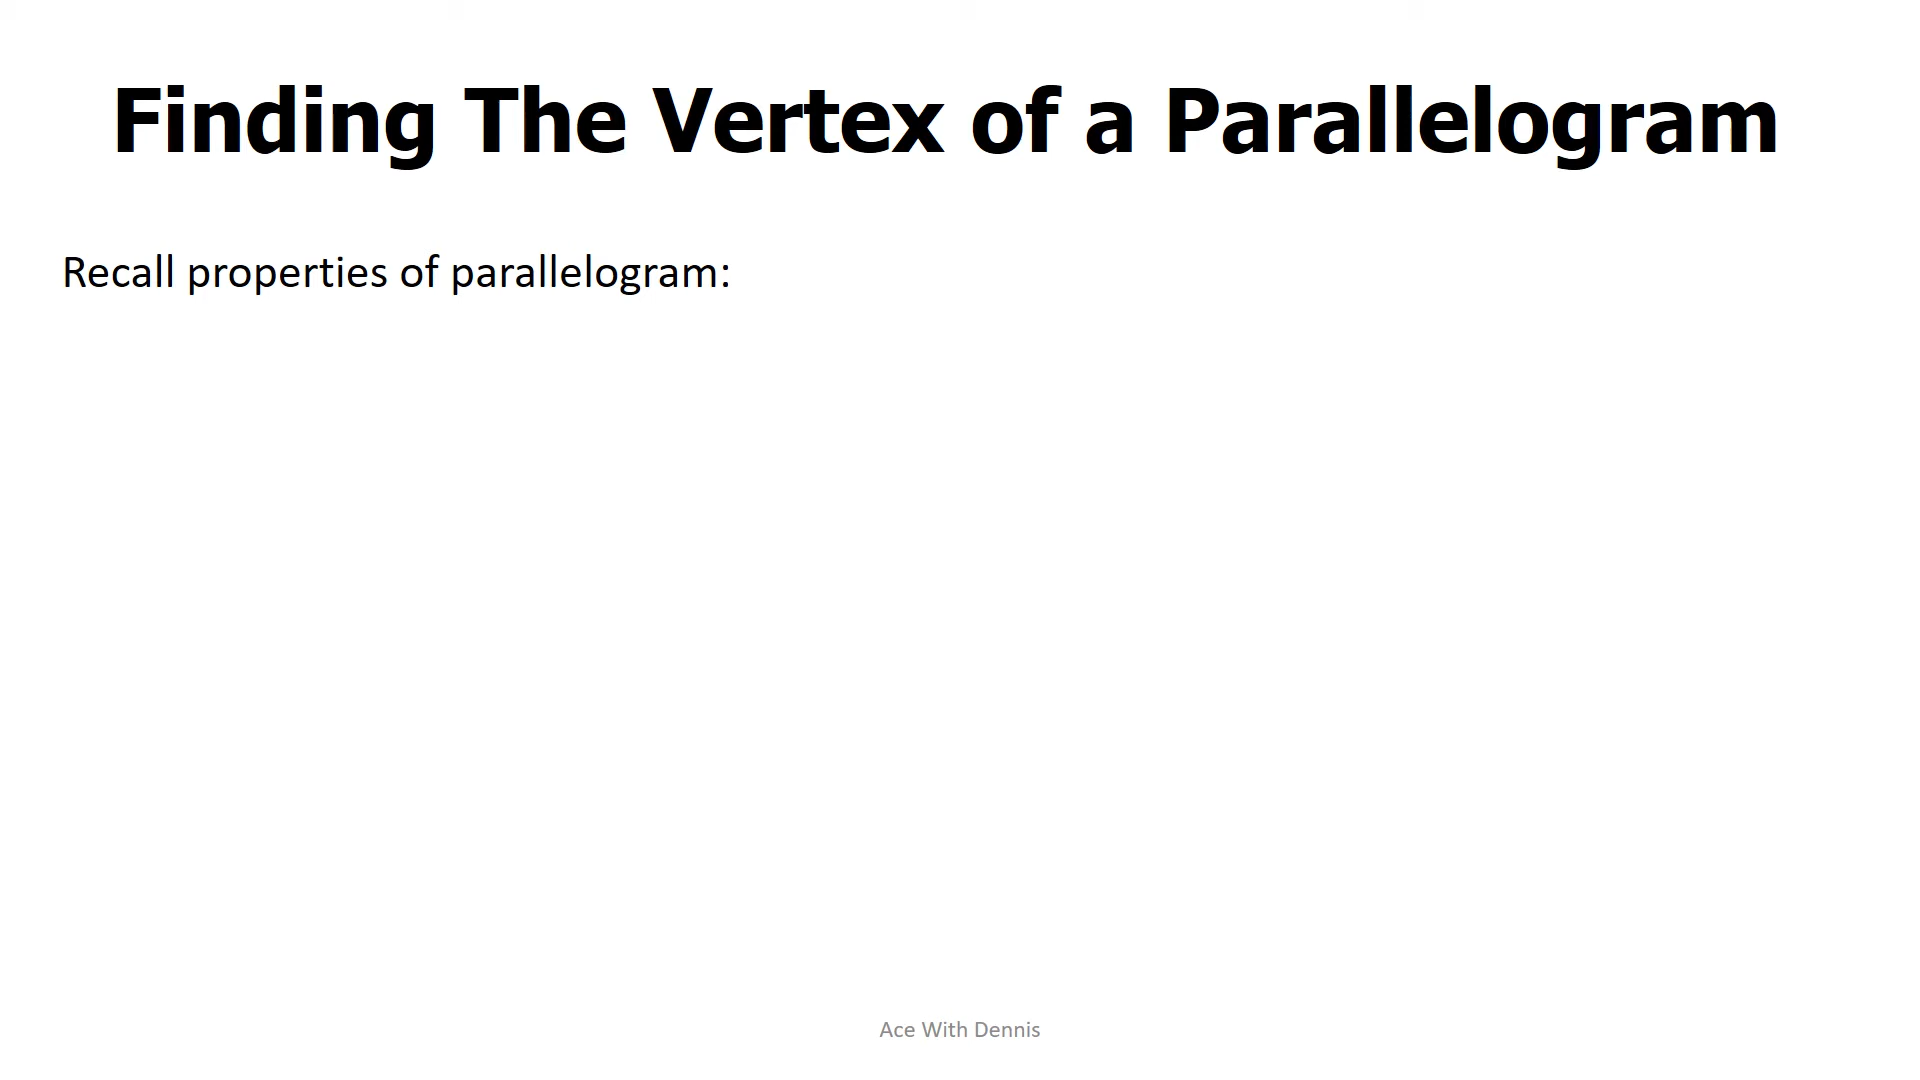 Finding The Vertex of a Parallelogram
Recall properties of parallelogram:
Ace With Dennis